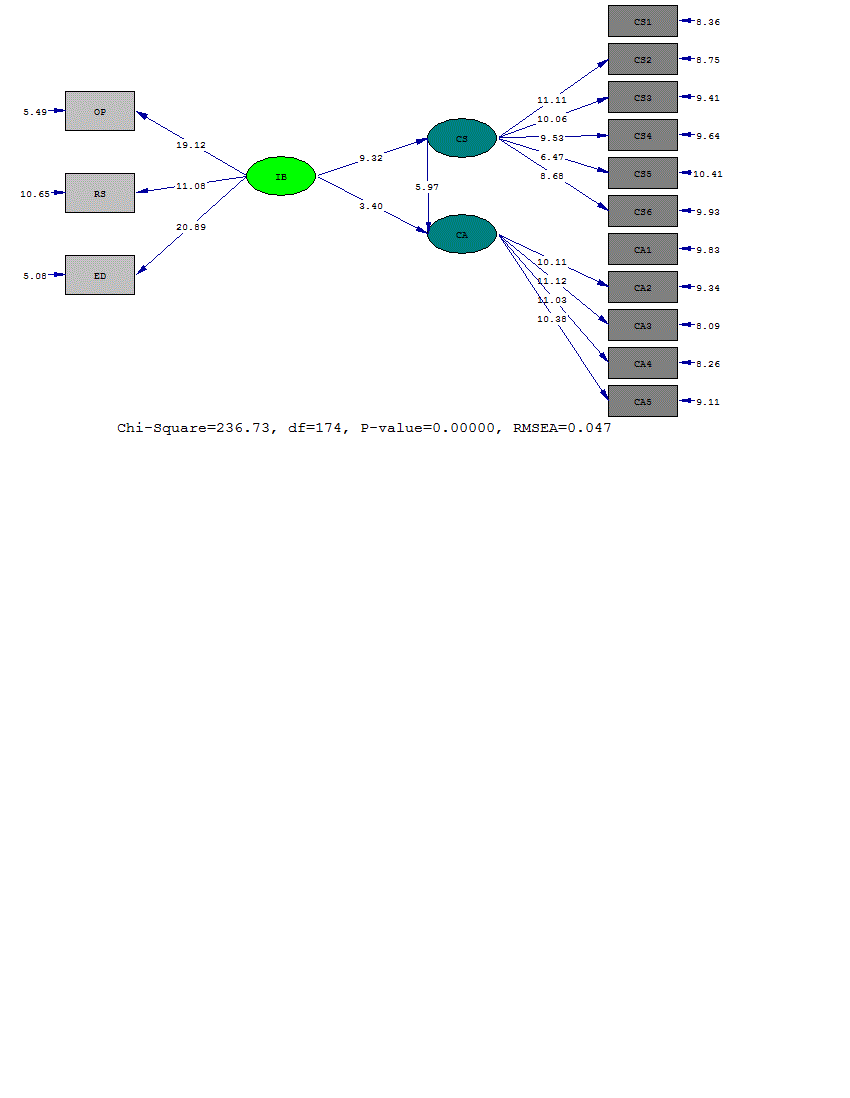 CS1 8.36
CS2 8.75
CS3 9.41
CS4 9.64
CS5 10.41
CS6 9.93
CA1 9.83
CA2 9.34
CA3 8.09
CA4 8.26
CA5 9.11
5.49 OP
10.65 RS
5.08 ED
19.12
11.08
20.89
IB
9.32
3.40
CS
5.97
CA
11.11
10.06
9.53
6.47
8.68
10.11
11.12
11.03
10.38
Chi-Square=236.73, df=174, P-value=0.00000, RMSEA=0.047